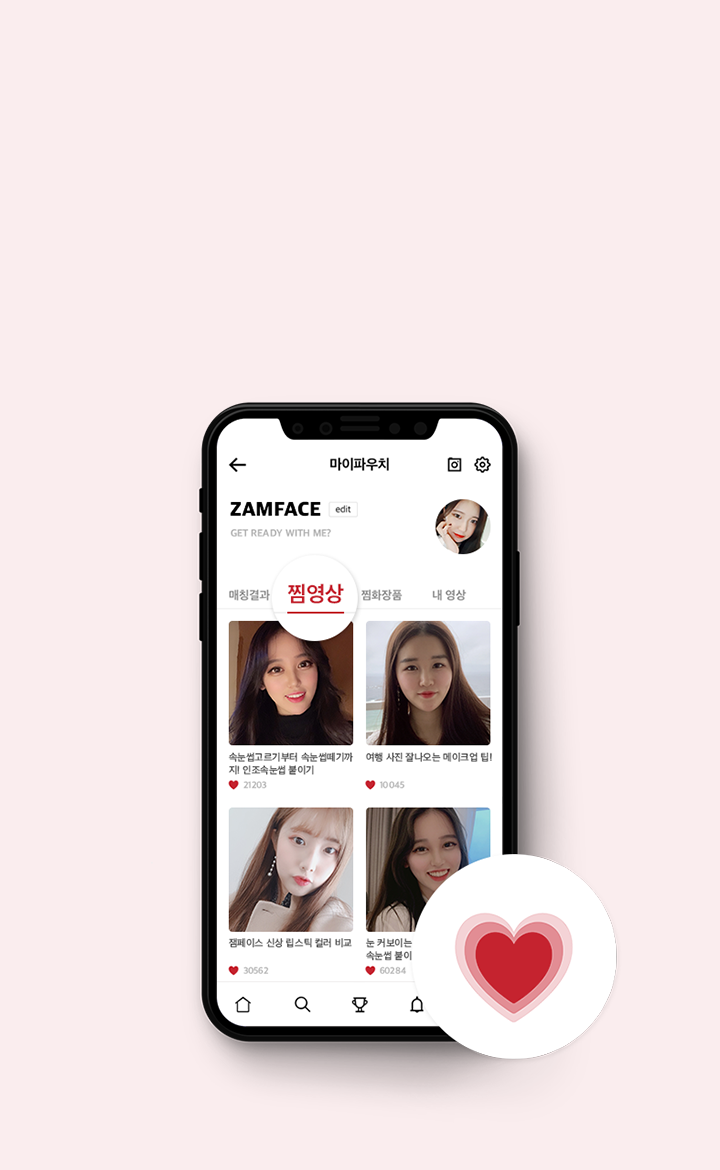 마이파우치
ZAMFACE edit
GET READY WITH ME?
매칭결과 찜영상 찜화장품 내 영상
속눈썹고르기부터 속눈썹떼기까
지! 인조속눈썹 붙이기
21203
여행 사진 잘나오는 메이크업 팁!
10045
잼페이스 신상 립스틱 컬러 비교
30562
눈 커보이는
속눈썹 붙이
60284